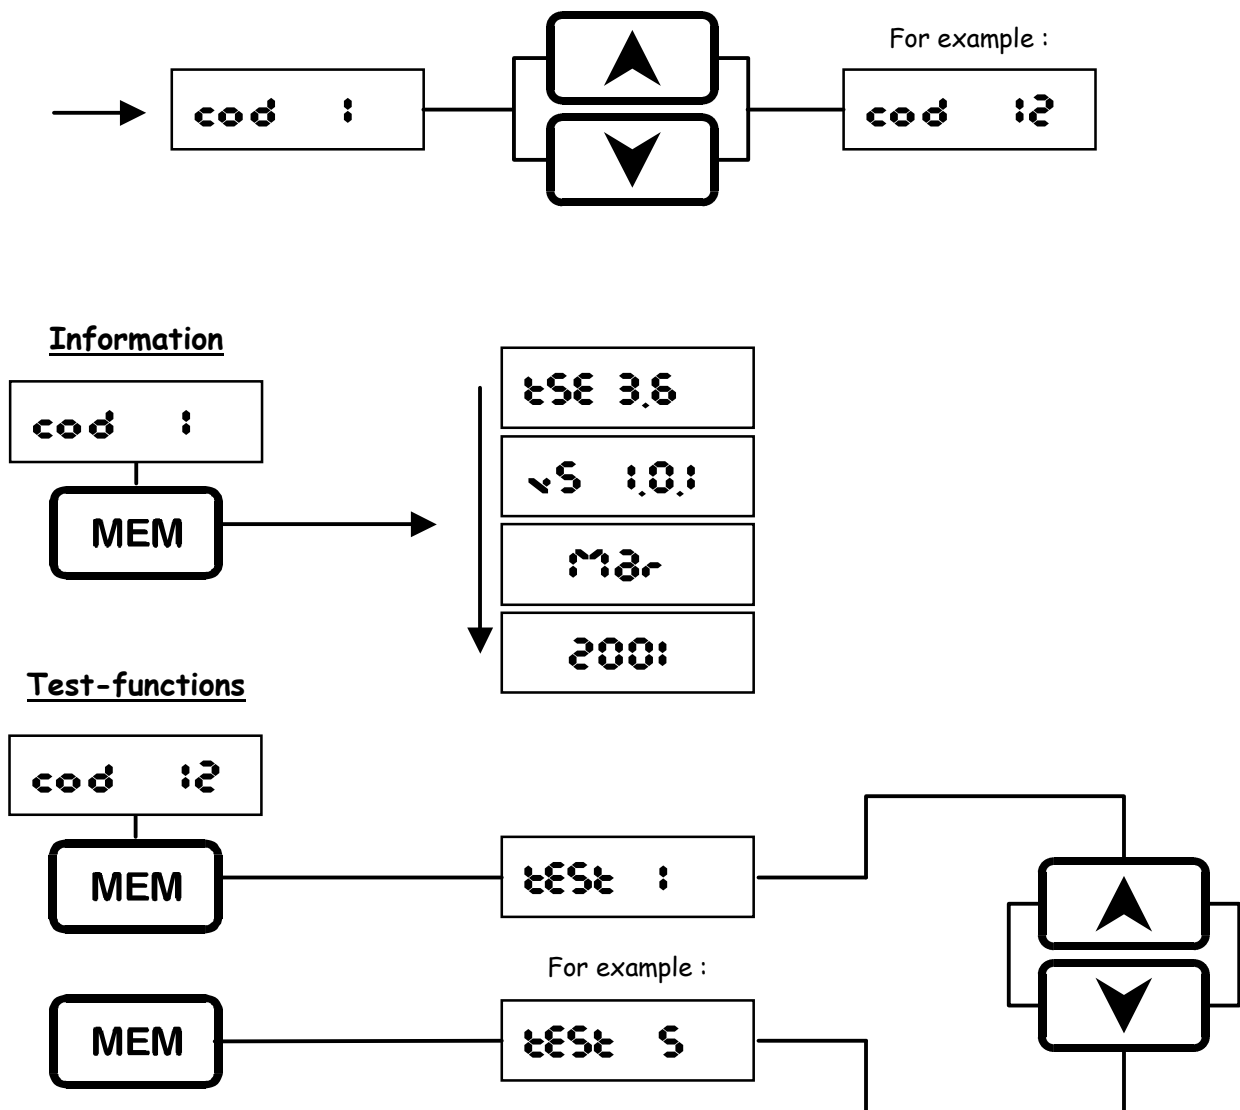 For example :
cod 1
cod 12
Information
cod 1
MEM
tSE 3.6
vS 1.0.1
Mar
2001
Test-functions
cod 12
MEM
tESt 1
For example :
MEM
tESt 5